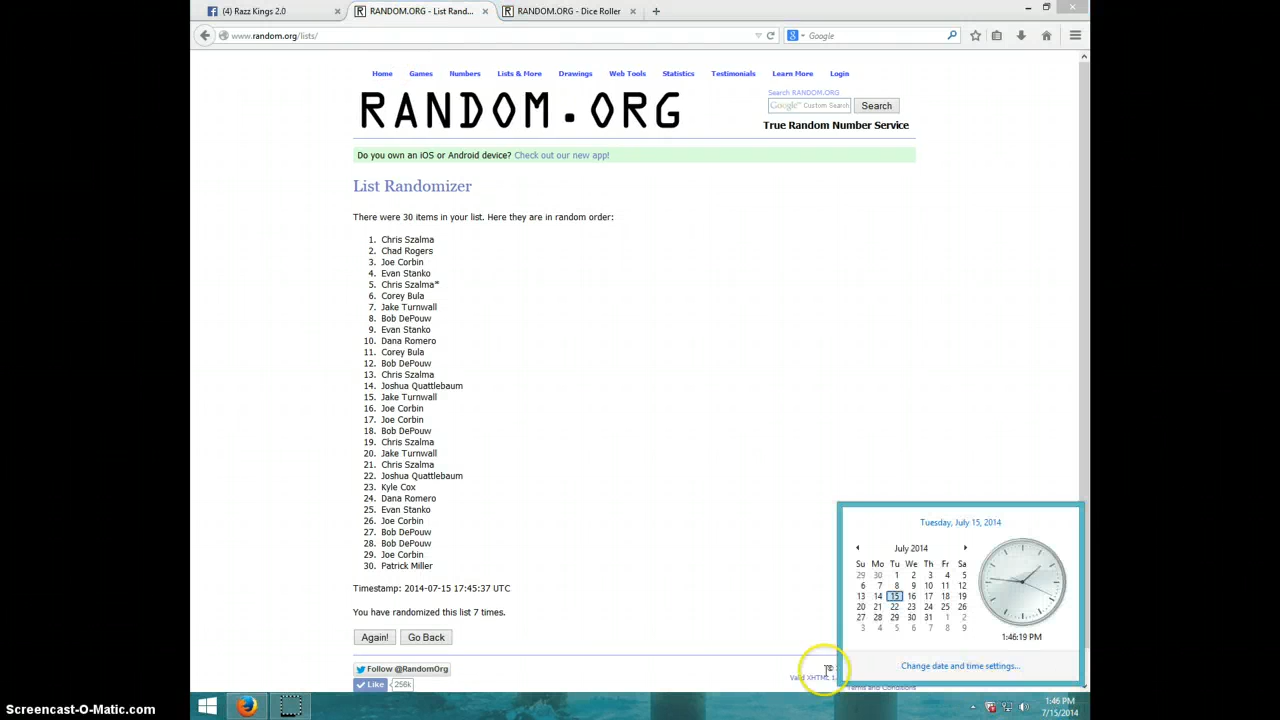 (4) Razz Kings 2.0
RANDOM.ORG - List Rand...
RANDOM.ORG - Dice Roller
www.random.org/lists/
Google
Home Games Numbers Lists & More Drawings Web Tools Statistics Testimonials Learn More Login
RANDOM.ORG
Search RANDOM.ORG
Google™ Custom Search
Search
True Random Number Service
Do you own an iOS or Android device? Check out our new app!
List Randomizer
There were 30 items in your list. Here they are in random order:
1. Chris Szalma
2. Chad Rogers
3. Joe Corbin
4. Evan Stanko
5. Chris Szalma*
6. Corey Bula
7. Jake Turnwall
8. Bob DePouw
9. Evan Stanko
10. Dana Romero
11. Corey Bula
12. Bob DePouw
13. Chris Szalma
14. Joshua Quattlebaum
15. Jake Turnwall
16. Joe Corbin
17. Joe Corbin
18. Bob DePouw
19. Chris Szalma
20. Jake Turnwall
21. Chris Szalma
22. Joshua Quattlebaum
23. Kyle Cox
24. Dana Romero
25. Evan Stanko
26. Joe Corbin
27. Bob DePouw
28. Bob DePouw
29. Joe Corbin
30. Patrick Miller
Timestamp: 2014-07-15 17:45:37 UTC
You have randomized this list 7 times.
Again! Go Back
Follow @RandomOrg
Like 256k
Valid XHTML
Terms and Conditions
Tuesday, July 15, 2014
July 2014
Su Mo Tu We Th Fr Sa
29 30 1 2 3 4 5
6 7 8 9 10 11 12
13 14 15 16 17 18 19
20 21 22 23 24 25 26
27 28 29 30 31 1 2
3 4 5 6 7 8 9
1:46:19 PM
Change date and time settings...
1:46 PM
7/15/2014
Screencast-O-Matic.com